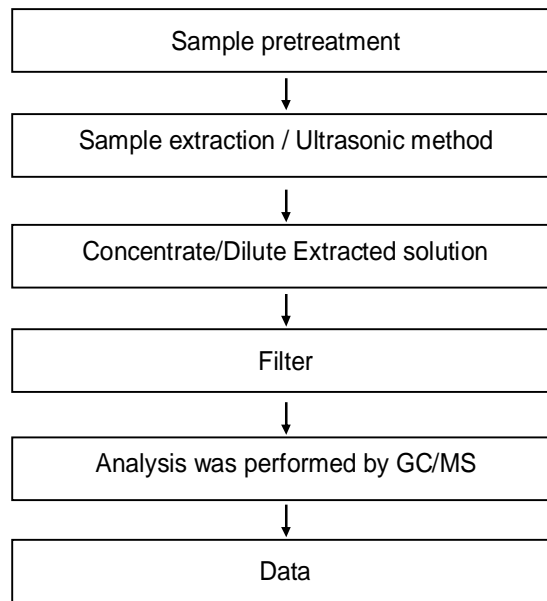 Sample pretreatment
Sample extraction / Ultrasonic method
Concentrate/Dilute Extracted solution
Filter
Analysis was performed by GC/MS
Data